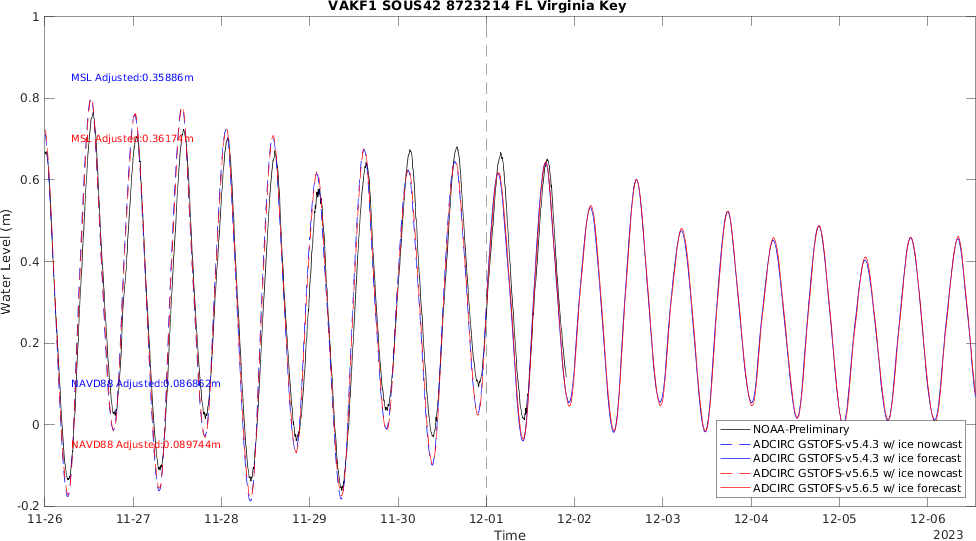 VAKF1 SOUS42 8723214 FL Virginia Key
1
0.8
0.6
0.4
0.2
0
-0.2
Water Level (m)
MSL Adjusted:0.35886m
MSL Adjusted:0.36174m
NAVD88 Adjusted:0.086862m
NAVD88 Adjusted:0.089744m
NOAA-Preliminary
ADCIRC GSTOFS-v5.4.3 w/ ice nowcast
ADCIRC GSTOFS-v5.4.3 w/ ice forecast
ADCIRC GSTOFS-v5.6.5 w/ ice nowcast
ADCIRC GSTOFS-v5.6.5 w/ ice forecast
11-26 11-27 11-28 11-29 11-30 12-01 12-02 12-03 12-04 12-05 12-06
Time
2023